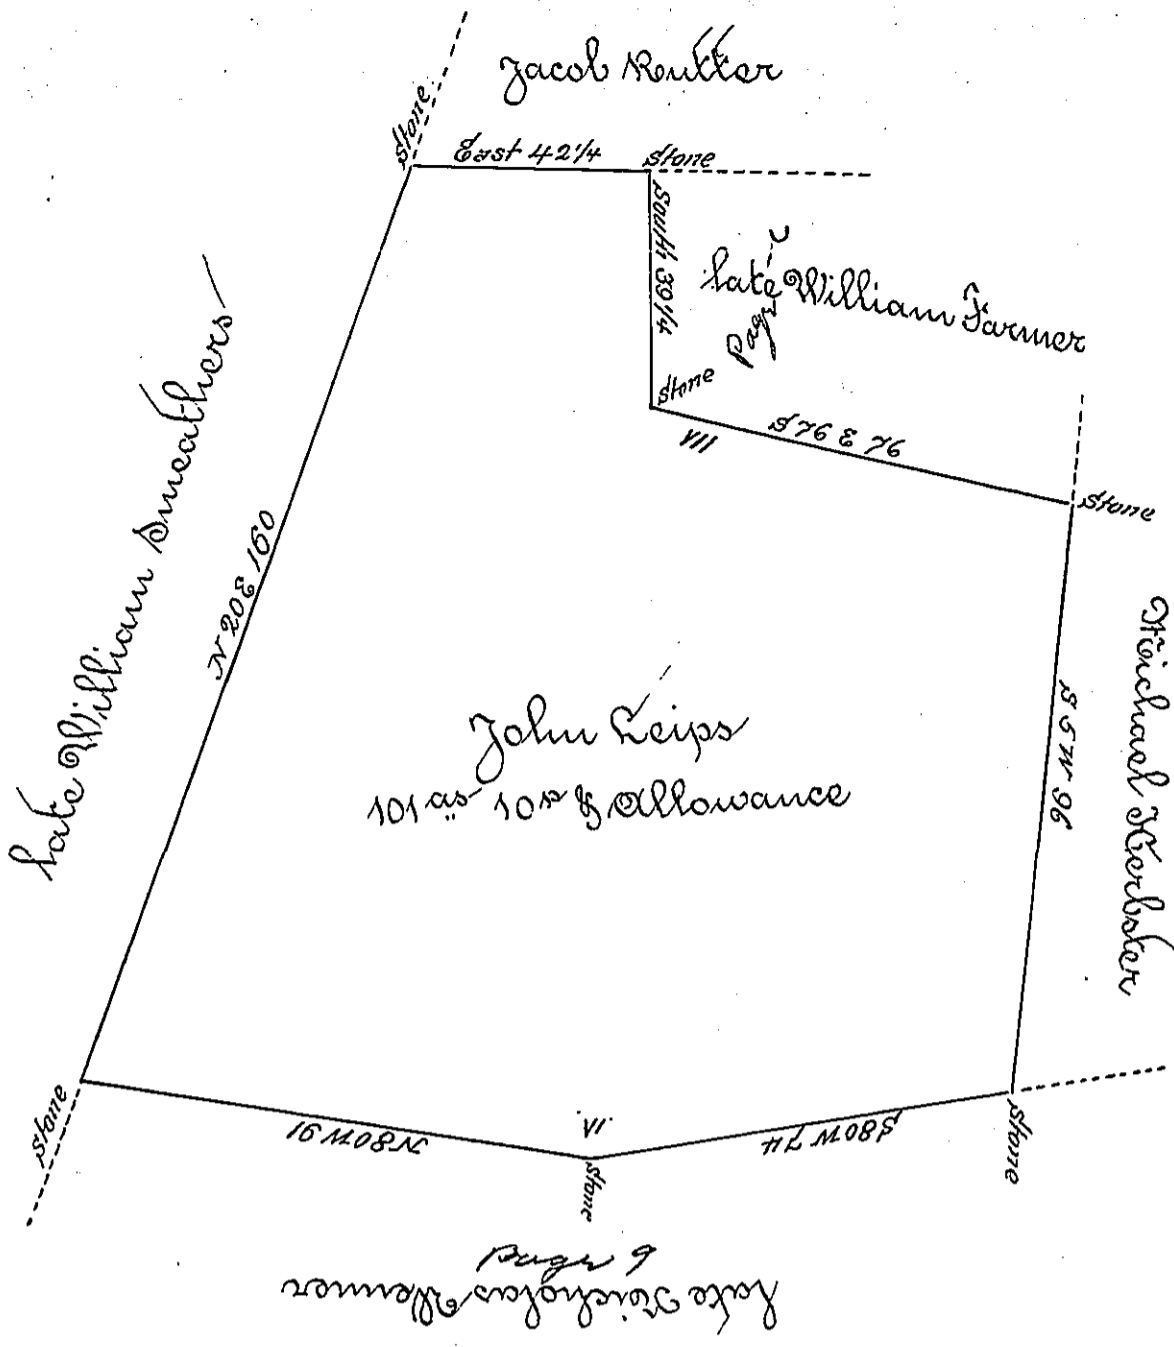 Jacob Rutter
Stone
East 42 1/4
Stone
South 39 1/4
late William Farmer
Page
Stone
VII
S 76 E 76
Stone
late William Smeathers
N 20 E 160
S 5 W 96
Michael Herbster
John Leips
101 as 10 ps & Allowance
Stone
N 80 W 91
VI
Stone
S 80 W 74
Stone
Page 6
late Nicholas Wenner